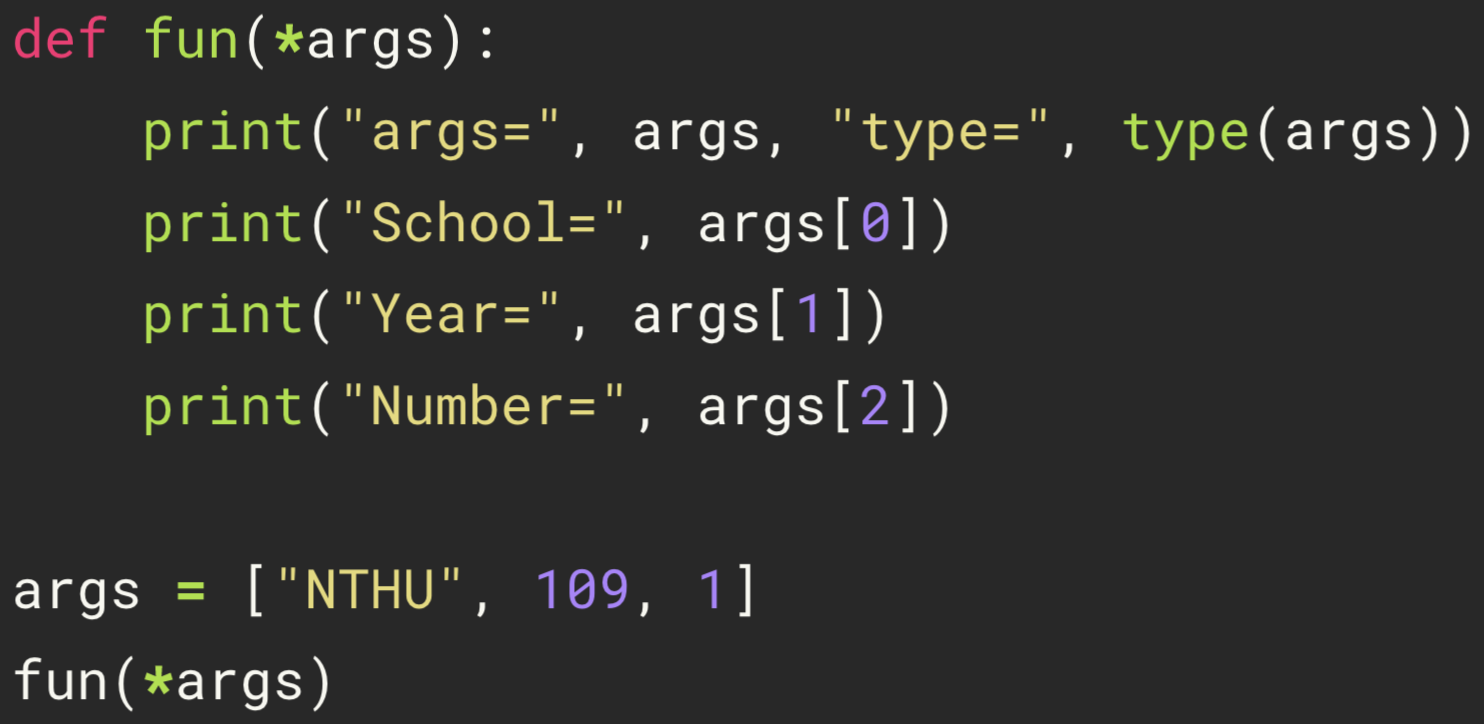 def fun(*args):
    print("args=", args, "type=", type(args))
    print("School=", args[0])
    print("Year=", args[1])
    print("Number=", args[2])

args = ["NTHU", 109, 1]
fun(*args)